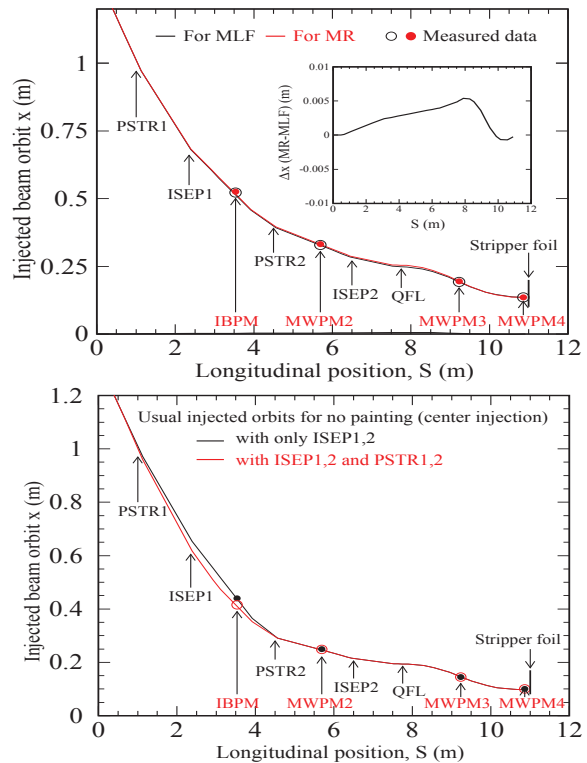 For MLF For MR Measured data
Injected beam orbit x (m)
1
0.75
0.5
0.25
0
0 2 4 6 8 10 12
Longitudinal position, S (m)
PSTR1
ISEP1
IBPM
PSTR2
MWPM2
ISEP2
QFL
MWPM3
MWPM4
Stripper foil
Δx (MR-MLF) (m)
0.01
0.005
0
-0.005
-0.01
0 2 4 6 8 10 12
S (m)
Usual injected orbits for no painting (center injection)
with only ISEP1,2
with ISEP1,2 and PSTR1,2
Injected beam orbit x (m)
1.2
1
0.8
0.6
0.4
0.2
0
0 2 4 6 8 10 12
Longitudinal position, S (m)
PSTR1
ISEP1
IBPM
PSTR2
MWPM2
ISEP2
QFL
MWPM3
MWPM4
Stripper foil